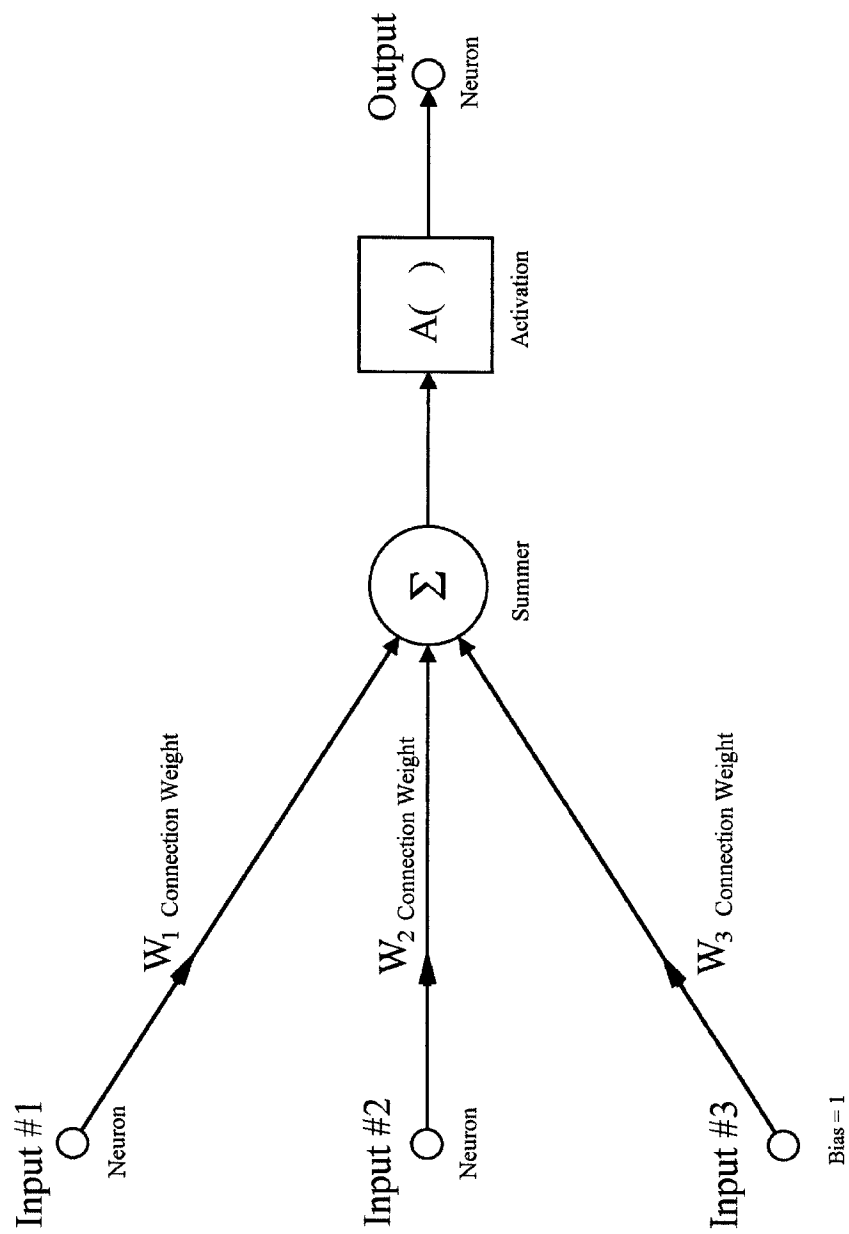 Input #1
Neuron
W1 Connection Weight
Input #2
Neuron
W2 Connection Weight
Σ
Summer
A( )
Activation
Output
Neuron
Input #3
Bias = 1
W3 Connection Weight